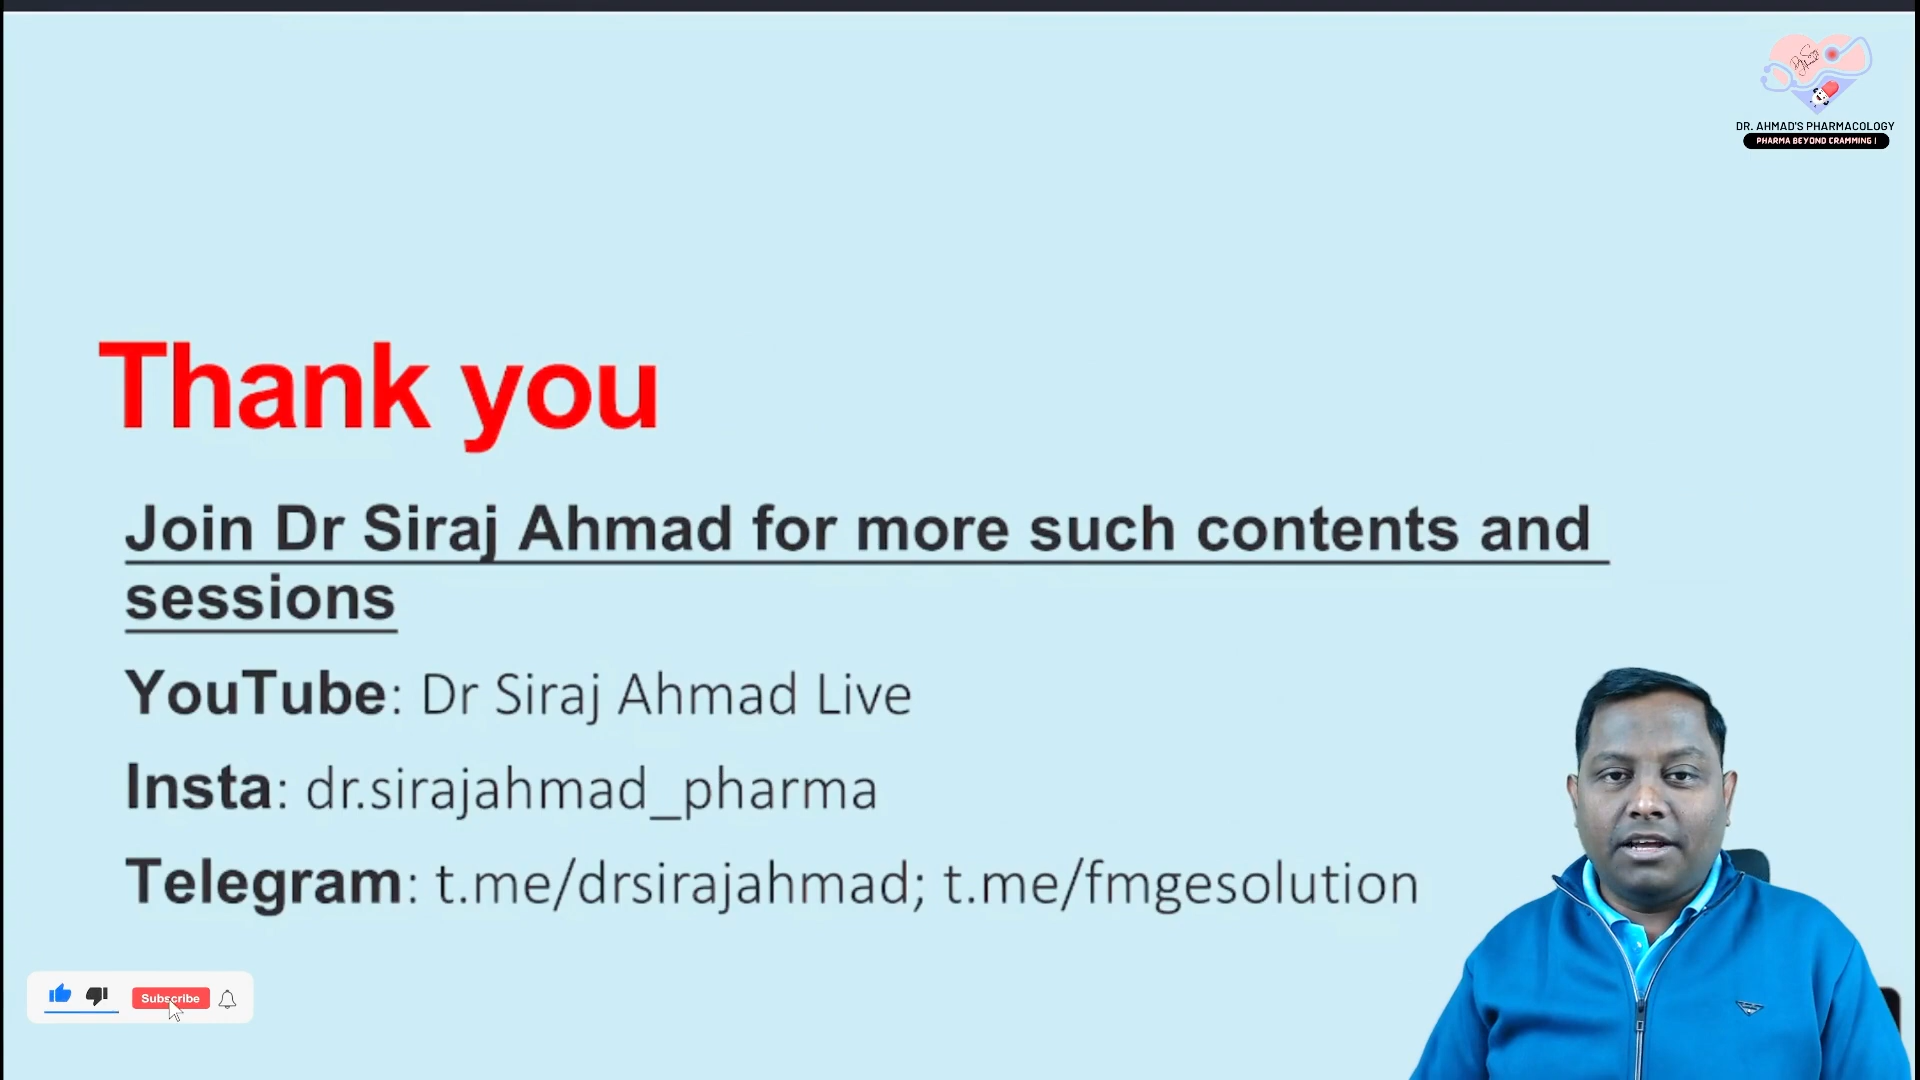 DR. AHMAD'S PHARMACOLOGY
PHARMA BEYOND CRAMMING !
Thank you
Join Dr Siraj Ahmad for more such contents and
sessions
YouTube: Dr Siraj Ahmad Live
Insta: dr.sirajahmad_pharma
Telegram: t.me/drsirajahmad; t.me/fmgesolution
Subscribe